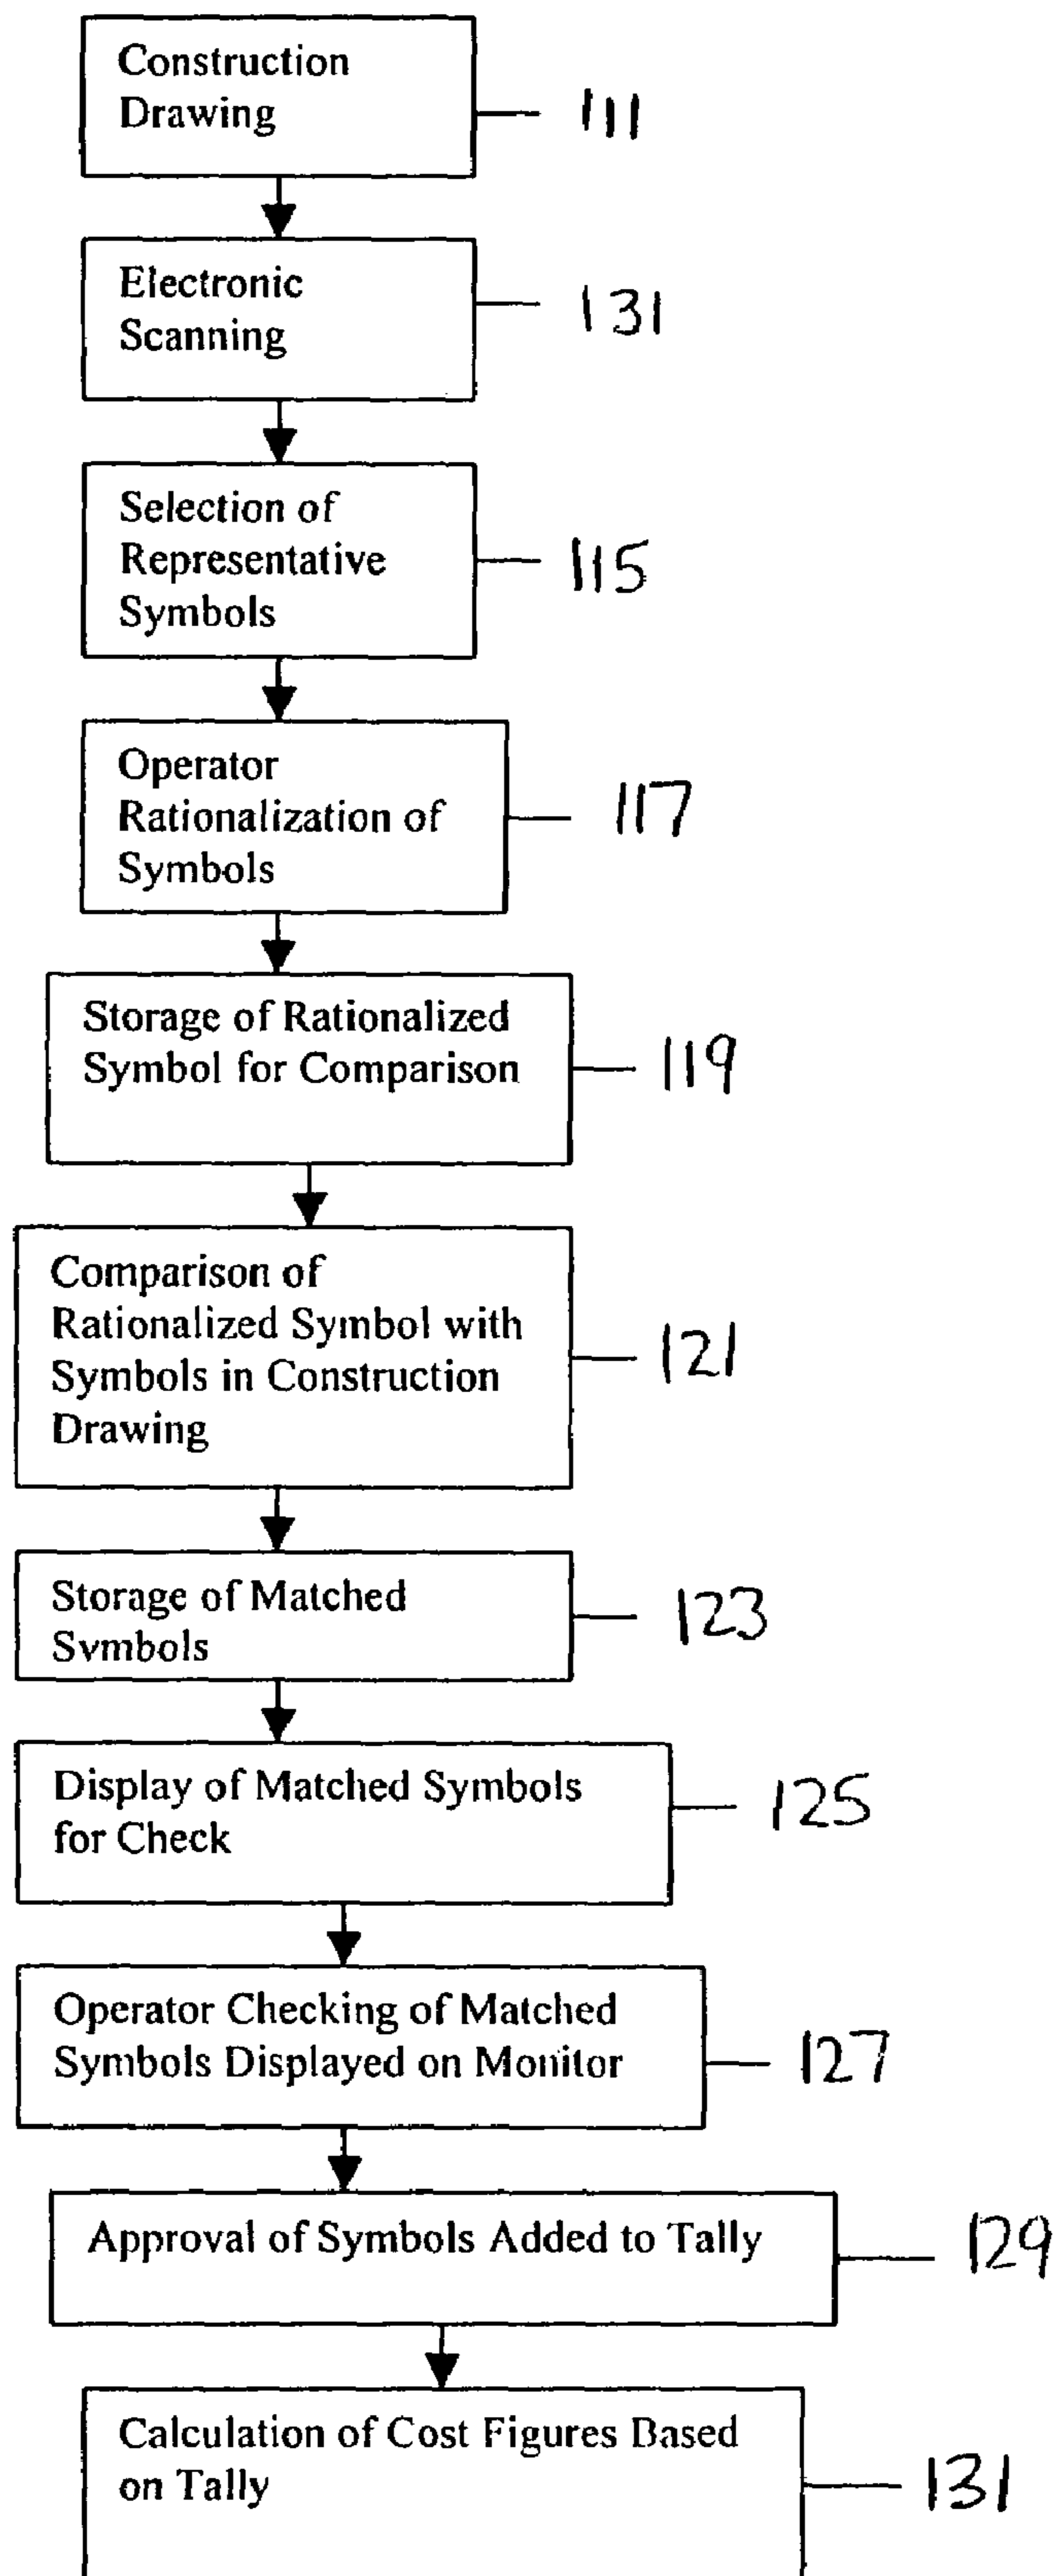 Construction
Drawing
111
Electronic
Scanning
131
Selection of
Representative
Symbols
115
Operator
Rationalization of
Symbols
117
Storage of Rationalized
Symbol for Comparison
119
Comparison of
Rationalized Symbol with
Symbols in Construction
Drawing
121
Storage of Matched
Symbols
123
Display of Matched Symbols
for Check
125
Operator Checking of Matched
Symbols Displayed on Monitor
127
Approval of Symbols Added to Tally
129
Calculation of Cost Figures Based
on Tally
131